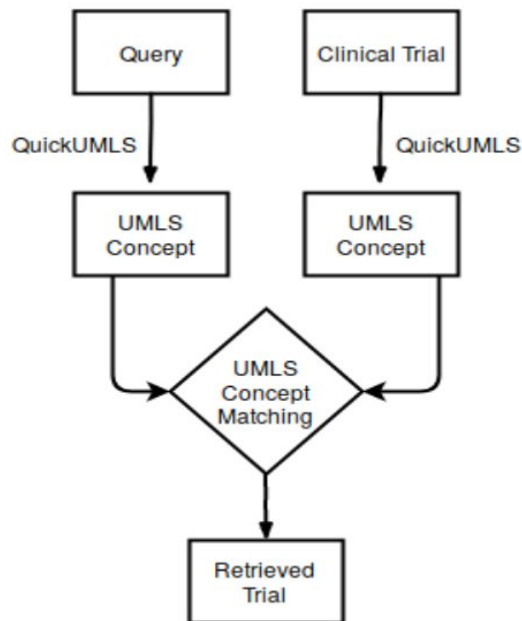 Query
Clinical Trial
QuickUMLS
QuickUMLS
UMLS
Concept
UMLS
Concept
UMLS
Concept
Matching
Retrieved
Trial